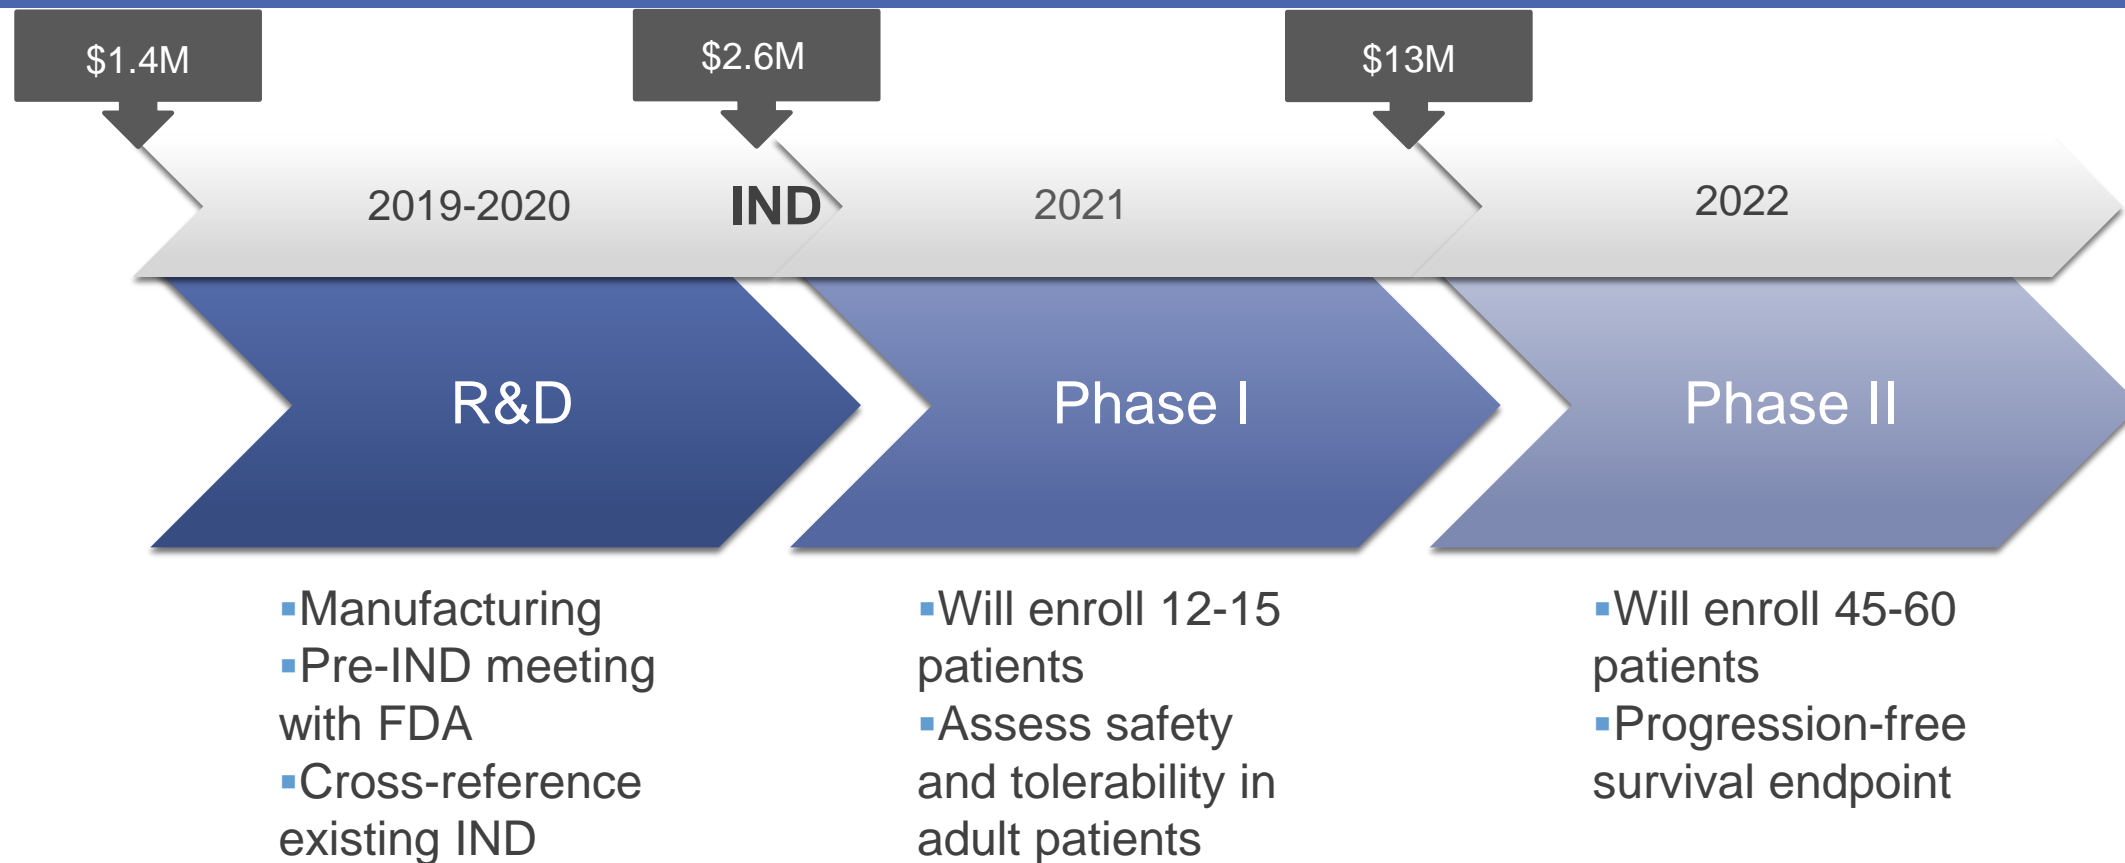 $1.4M
$2.6M
$13M
2019-2020
IND
2021
2022
R&D
Phase I
Phase II
▪Manufacturing
▪Pre-IND meeting
with FDA
▪Cross-reference
existing IND
▪Will enroll 12-15
patients
▪Assess safety
and tolerability in
adult patients
▪Will enroll 45-60
patients
▪Progression-free
survival endpoint